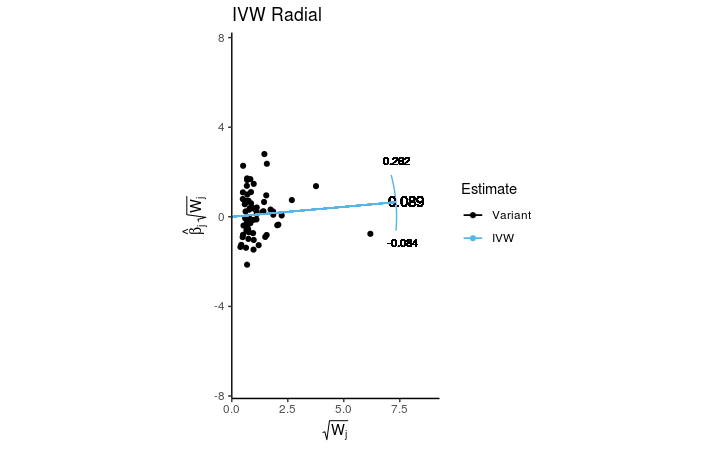 IVW Radial
8
4
0
-4
-8
β̂j√Wj
0.262
0.089
-0.084
0.0
2.5
5.0
7.5
√Wj
Estimate
Variant
IVW